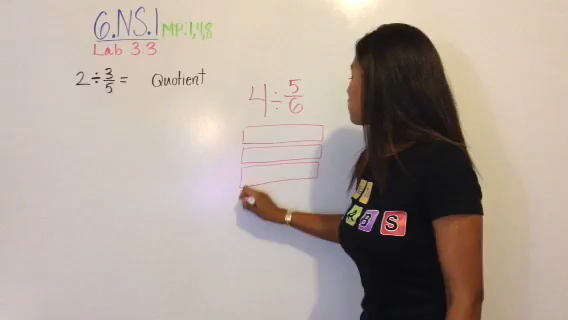 6.NS.1 MP:1,4,8
Lab 3.3
2 ÷ 3/5 = Quotient
4 ÷ 5/6
B S